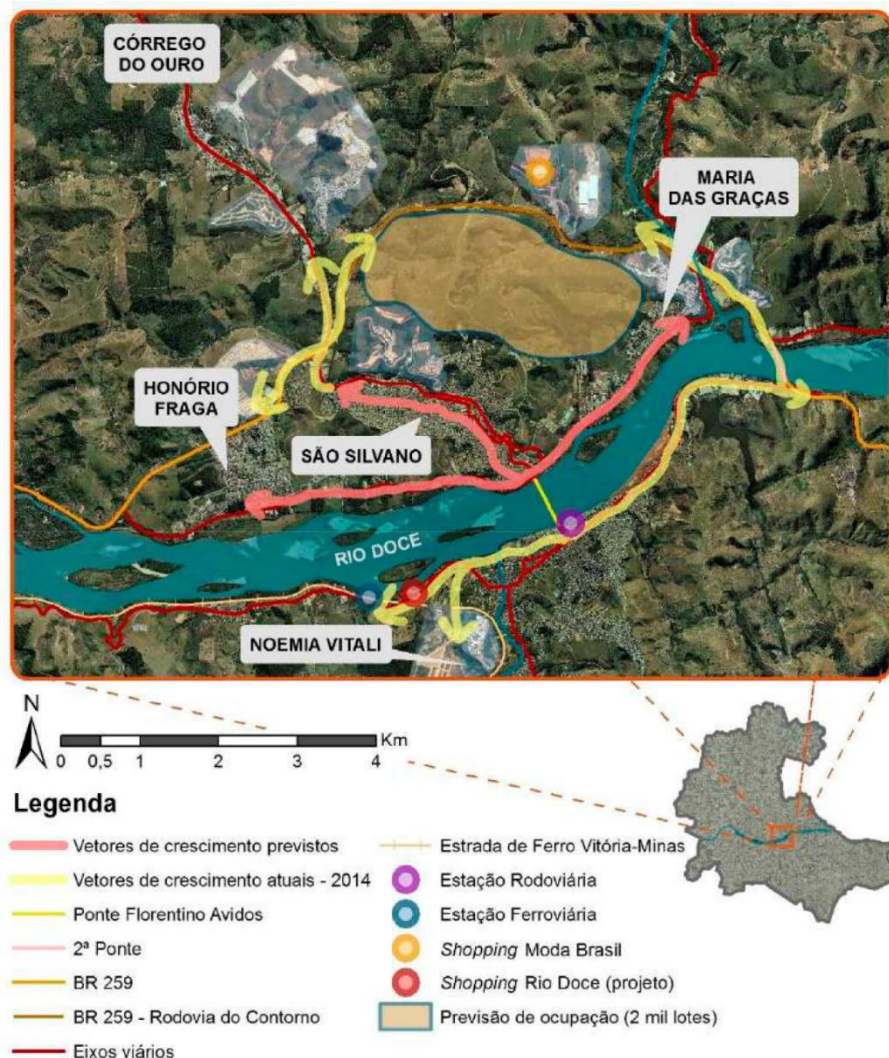 CÓRREGO
DO OURO
MARIA
DAS GRAÇAS
HONÓRIO
FRAGA
SÃO SILVANO
RIO DOCE
NOEMIA VITALI
N
Km
0 0,5 1 2 3 4
Legenda
Vetores de crescimento previstos
Vetores de crescimento atuais - 2014
Ponte Florentino Avidos
2ª Ponte
BR 259
BR 259 - Rodovia do Contorno
Eixos viários
Estrada de Ferro Vitória-Minas
Estação Rodoviária
Estação Ferroviária
Shopping Moda Brasil
Shopping Rio Doce (projeto)
Previsão de ocupação (2 mil lotes)